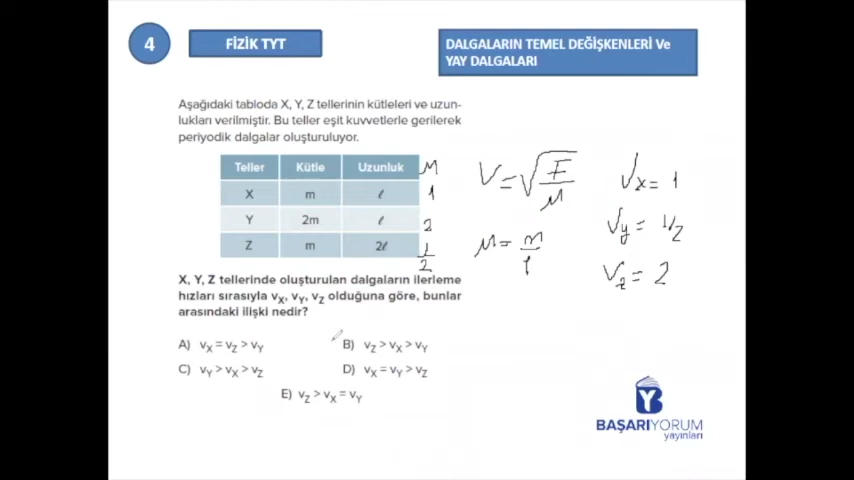 4
FİZİK TYT
DALGALARIN TEMEL DEĞİŞKENLERİ Ve
YAY DALGALARI
Aşağıdaki tabloda X, Y, Z tellerinin kütleleri ve uzun-
lukları verilmiştir. Bu teller eşit kuvvetlerle gerilerek
periyodik dalgalar oluşturuluyor.
Teller Kütle Uzunluk μ
X m ℓ 1
Y 2m ℓ 2
Z m 2ℓ 1/2
V = √(F/μ)
μ = m/l
Vx = 1
Vy = 1/2
Vz = 2
X, Y, Z tellerinde oluşturulan dalgaların ilerleme
hızları sırasıyla vX, vY, vZ olduğuna göre, bunlar
arasındaki ilişki nedir?
A) vX = vZ > vY B) vZ > vX > vY
C) vY > vX > vZ D) vX = vY > vZ
E) vZ > vX = vY
BY
BAŞARIYORUM
yayınları